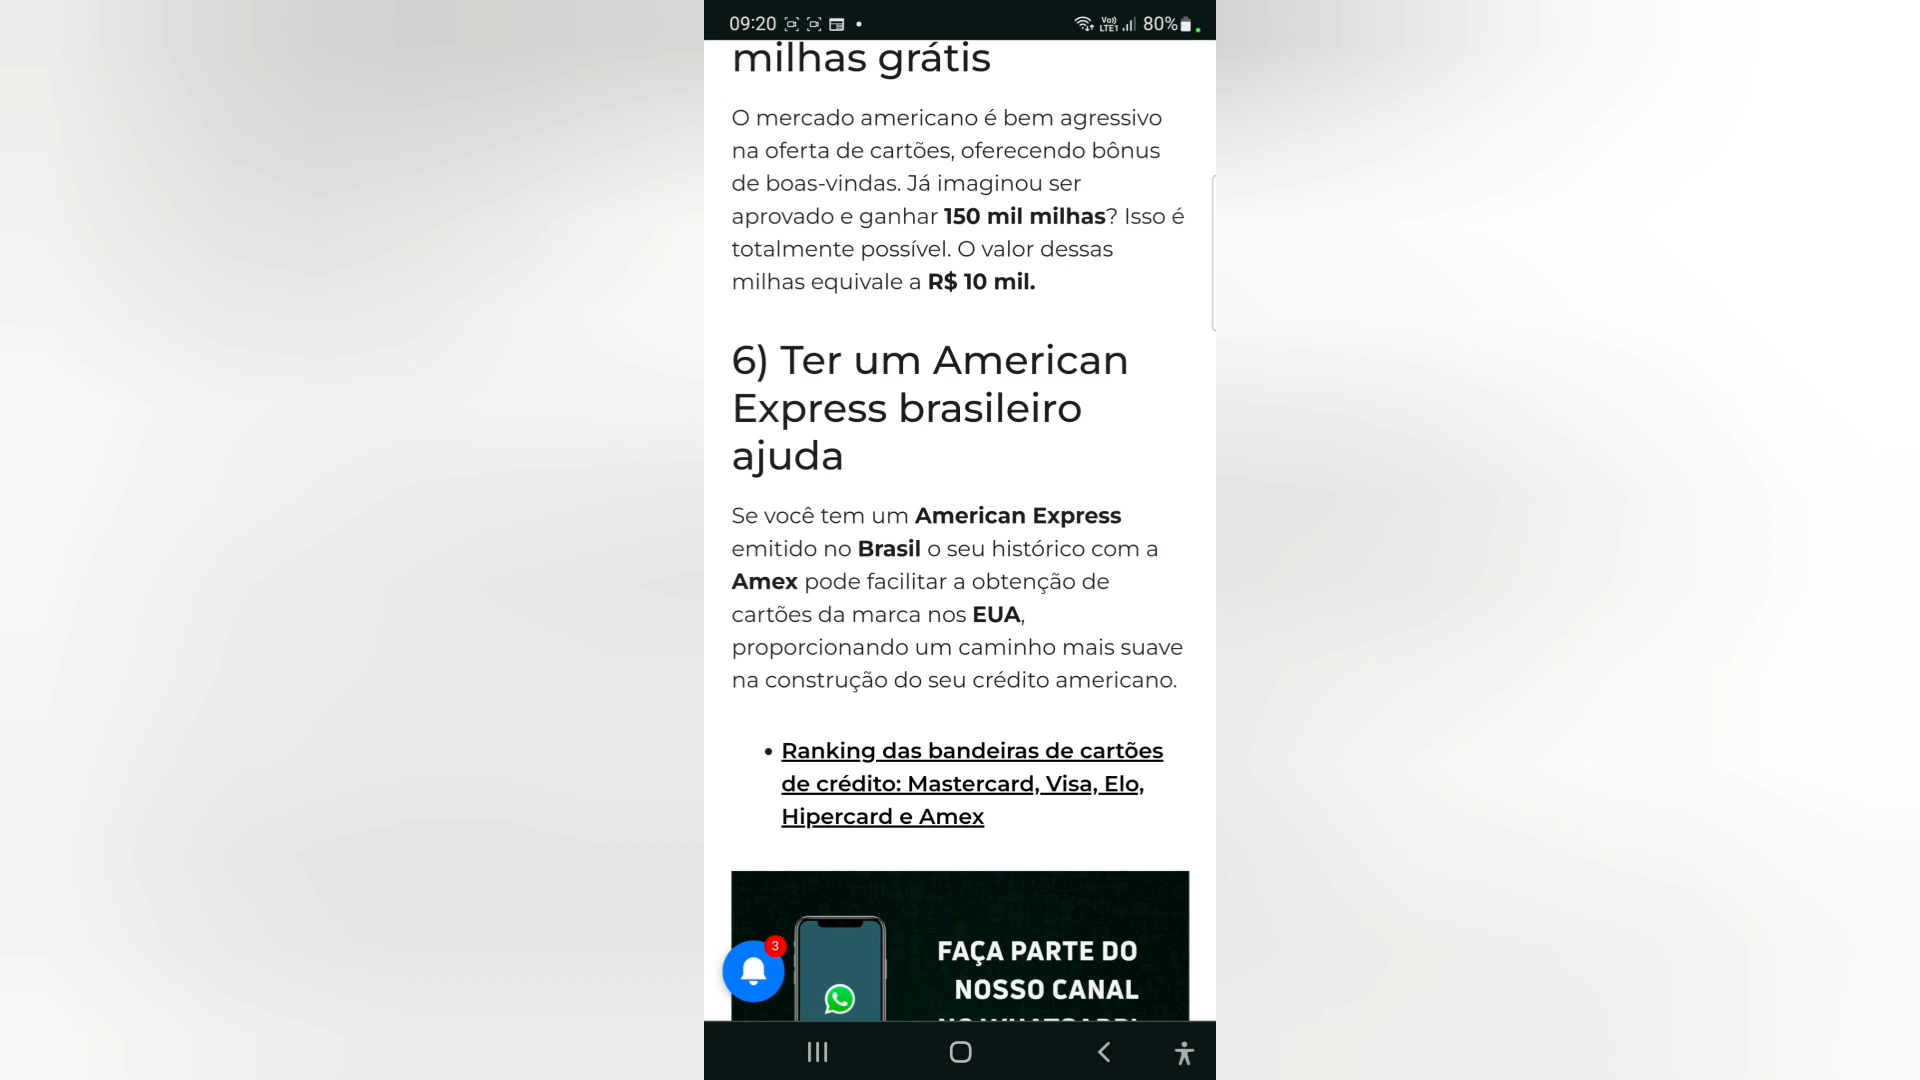 09:20
Vo))
LTE1
80%
milhas grátis
O mercado americano é bem agressivo
na oferta de cartões, oferecendo bônus
de boas-vindas. Já imaginou ser
aprovado e ganhar 150 mil milhas? Isso é
totalmente possível. O valor dessas
milhas equivale a R$ 10 mil.
6) Ter um American
Express brasileiro
ajuda
Se você tem um American Express
emitido no Brasil o seu histórico com a
Amex pode facilitar a obtenção de
cartões da marca nos EUA,
proporcionando um caminho mais suave
na construção do seu crédito americano.
• Ranking das bandeiras de cartões
de crédito: Mastercard, Visa, Elo,
Hipercard e Amex
3
FAÇA PARTE DO
NOSSO CANAL